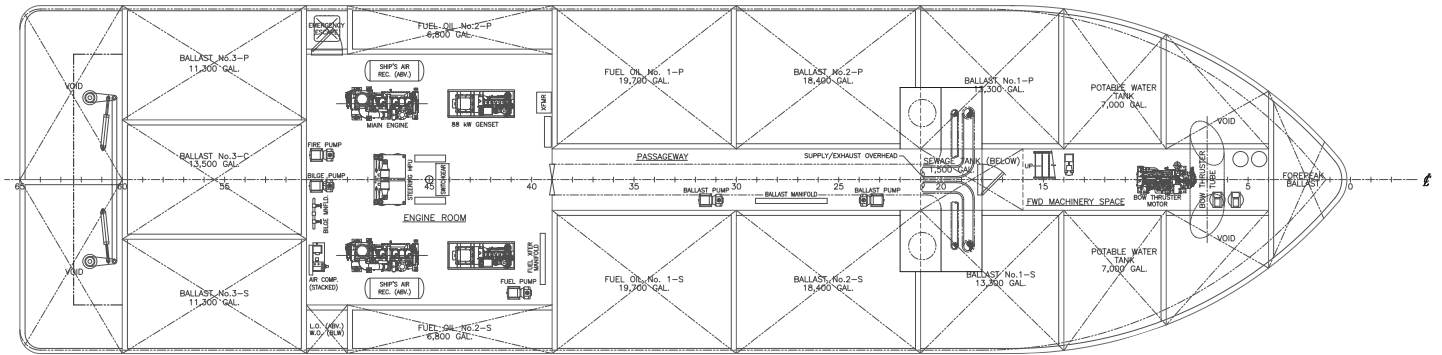 EMERGENCY
ESCAPE
FUEL OIL No.2-P
6,800 GAL.
BALLAST No.3-P
11,300 GAL.
VOID
SHIP'S AIR
REC. (ABV.)
FUEL OIL No. 1-P
19,700 GAL.
BALLAST No.2-P
18,400 GAL.
BALLAST No.1-P
13,300 GAL.
POTABLE WATER
TANK
7,000 GAL.
VOID
XFMR
MIAIN ENGINE
88 kW GENSET
FIRE PUMP
BALLAST No.3-C
13,500 GAL.
PASSAGEWAY
SUPPLY/EXHAUST OVERHEAD
SEWAGE TANK (BELOW)
1,500 GAL.
UP
BILGE PUMP
STEERING HPU
SWITCHGEAR
BOW THRUSTER
TUBE
FOREPEAK
BALLAST
65
60
55
45
40
35
30
25
20
15
5
0
BALLAST PUMP
BALLAST MANIFOLD
BALLAST PUMP
BOW THRUSTER
MOTOR
FWD MACHINERY SPACE
BILGE MNFLD.
ENGINE ROOM
VOID
FUEL XFER
MANIFOLD
VOID
AIR COMP.
(STACKED)
SHIP'S AIR
REC. (ABV.)
FUEL PUMP
FUEL OIL No. 1-S
19,700 GAL.
BALLAST No.2-S
18,400 GAL.
BALLAST No.1-S
13,300 GAL.
POTABLE WATER
TANK
7,000 GAL.
BALLAST No.3-S
11,300 GAL.
L.O. (ABV.)
W.O. (BLW)
FUEL OIL No.2-S
6,800 GAL.